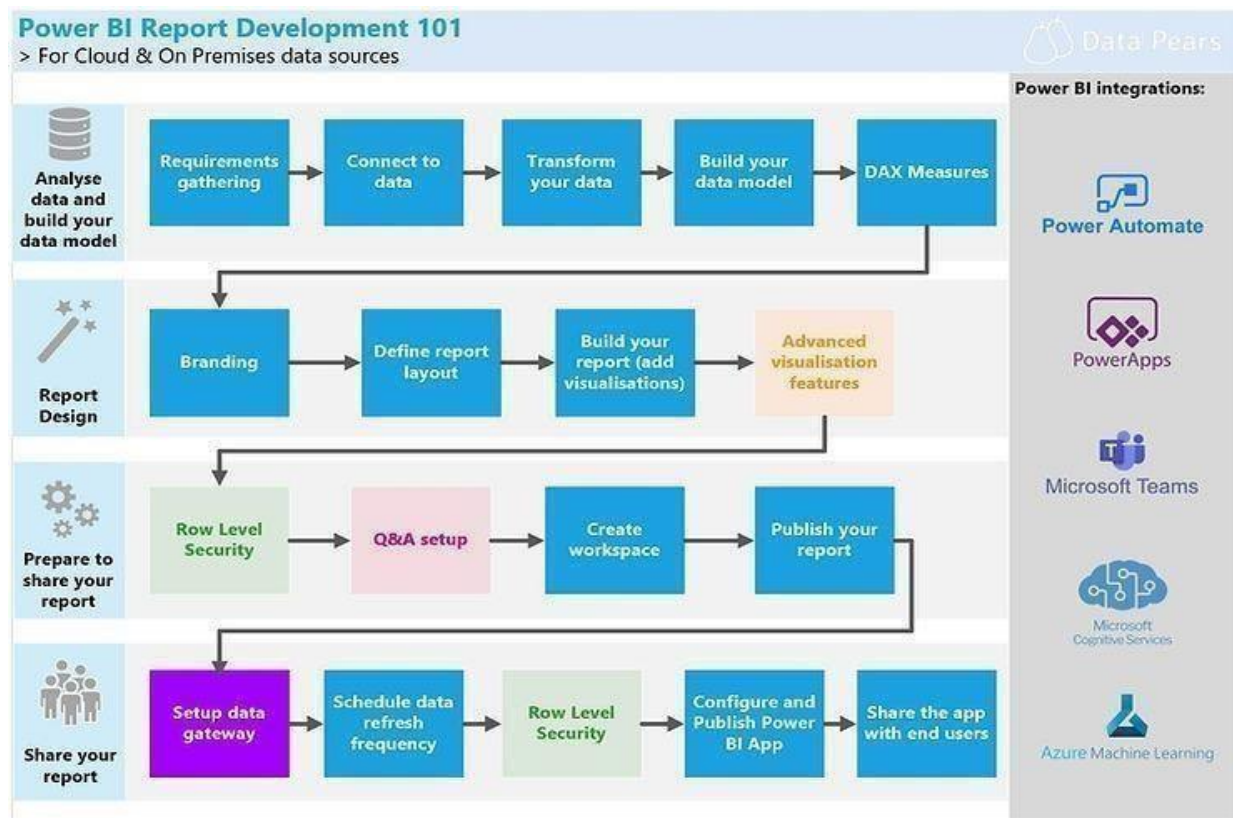 Power BI Report Development 101
> For Cloud & On Premises data sources
Data Pears
Power BI integrations:
Analyse
data and
build your
data model
Requirements
gathering
Connect to
data
Transform
your data
Build your
data model
DAX Measures
Report
Design
Branding
Define report
layout
Build your
report (add
visualisations)
Advanced
visualisation
features
Prepare to
share your
report
Row Level
Security
Q&A setup
Create
workspace
Publish your
report
Share your
report
Setup data
gateway
Schedule data
refresh
frequency
Row Level
Security
Configure and
Publish Power
BI App
Share the app
with end users
Power Automate
PowerApps
T
Microsoft Teams
Microsoft
Cognitive Services
Azure Machine Learning